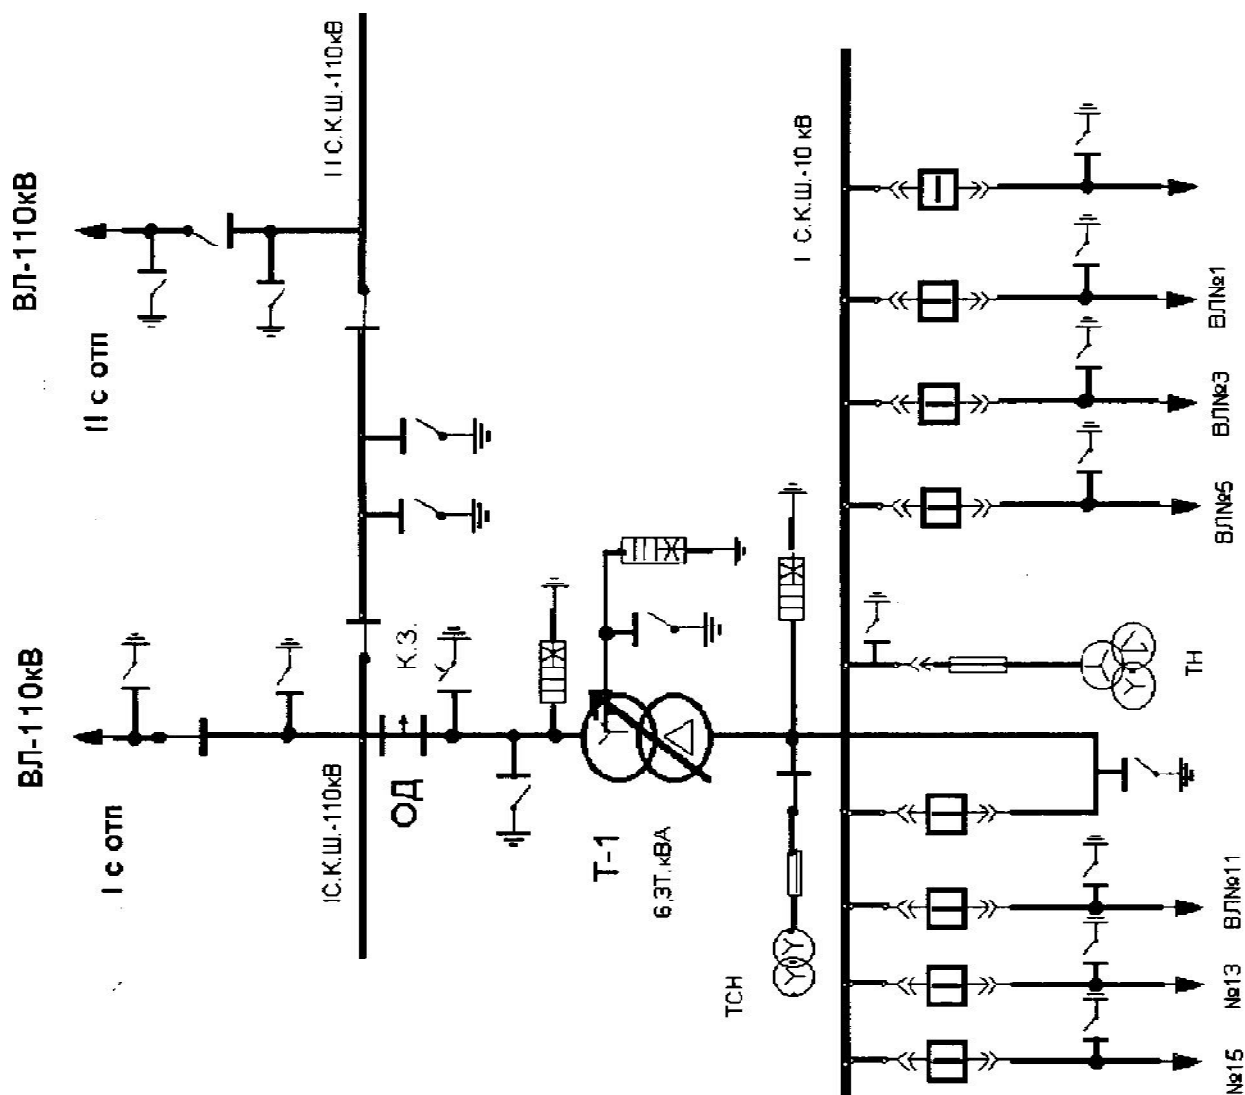 ВЛ-110кВ
II с отп
I I С.К.Ш.-110кВ
ВЛ-110кВ
I с отп
IС.К.Ш.-110кВ
К.З.
ОД
Т-1
6,3Т.кВА
ТСН
I С.К.Ш.-10 кВ
ВЛ№1
ВЛ№3
ВЛ№5
ТН
ВЛ№11
№13
№15